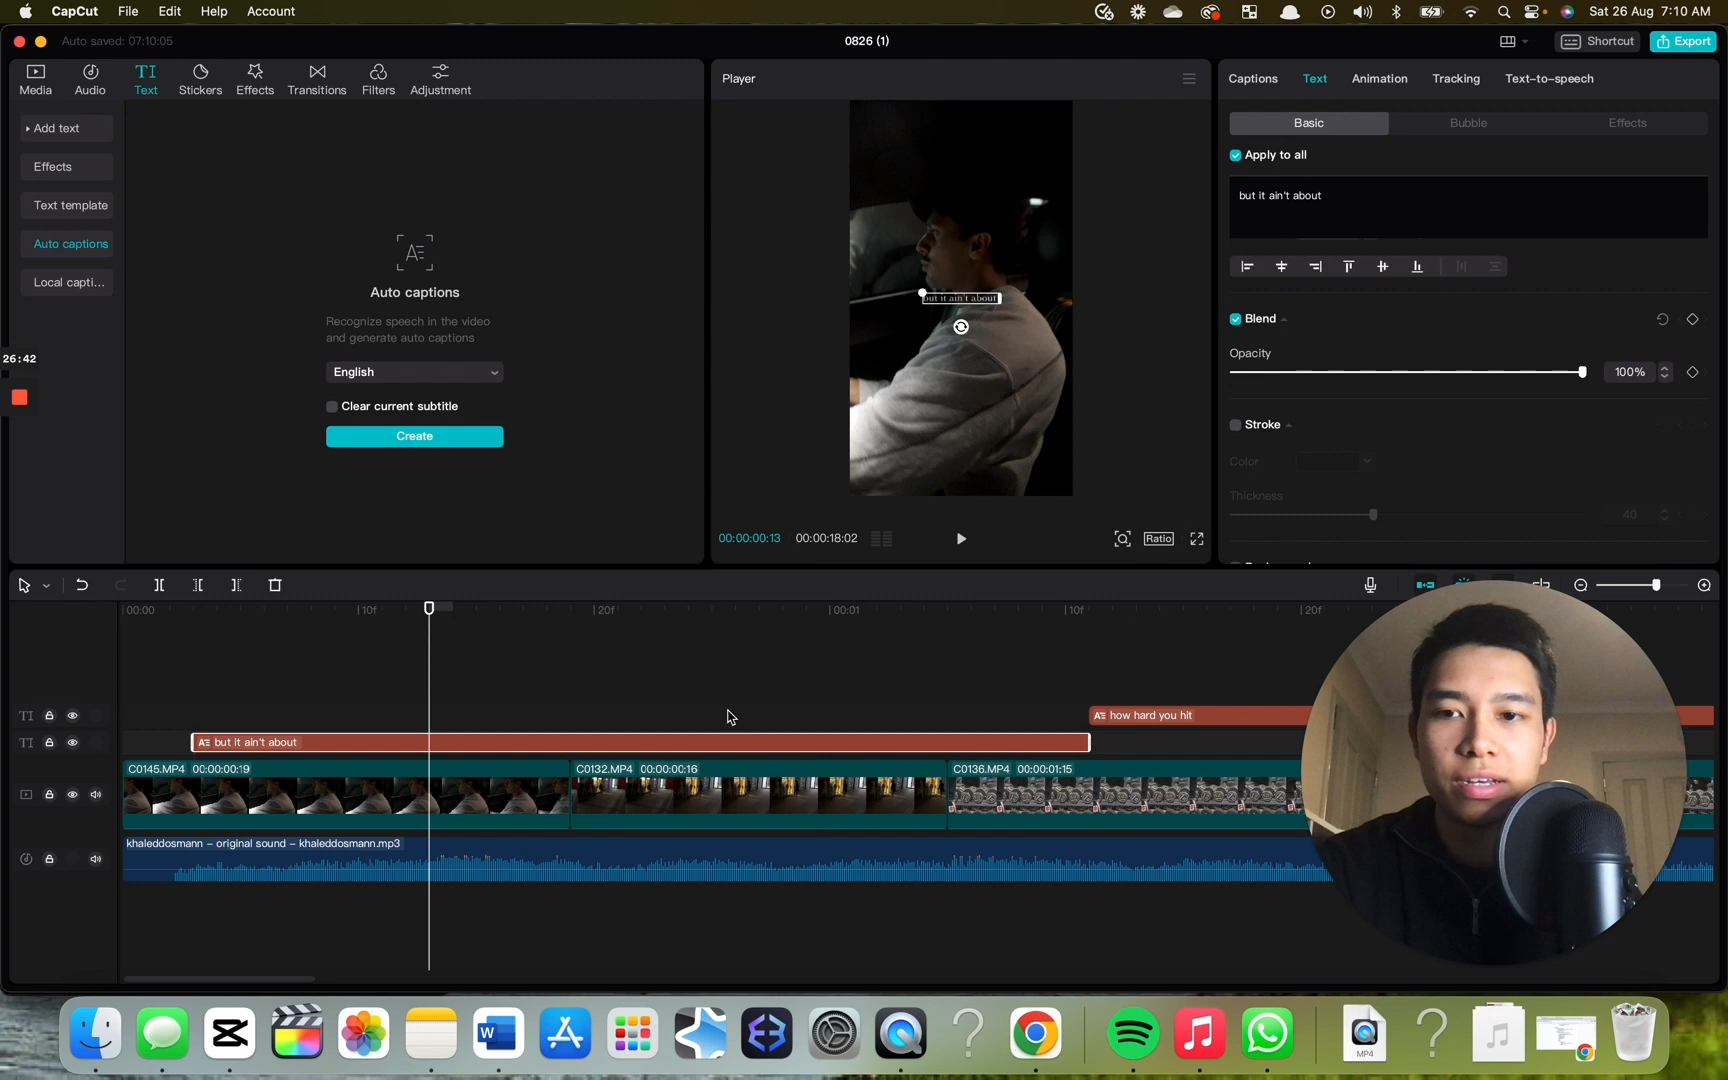 CapCut File Edit Help Account
Sat 26 Aug 7:10 AM
Auto saved: 07:10:05
0826 (1)
Shortcut
Export
Media Audio Text Stickers Effects Transitions Filters Adjustment
Player
Captions Text Animation Tracking Text-to-speech
Add text
Effects
Text template
Auto captions
Local capti...
Auto captions
Recognize speech in the video
and generate auto captions
English
Clear current subtitle
Create
but it ain't about
00:00:00:13 00:00:18:02
Ratio
Basic Bubble Effects
Apply to all
but it ain't about
Blend
Opacity
100%
Stroke
Color
Thickness
40
26:42
00:00 10f 20f 00:01 10f 20f
how hard you hit
but it ain't about
C0145.MP4 00:00:00:19
C0132.MP4 00:00:00:16
C0136.MP4 00:00:01:15
khaleddosmann – original sound – khaleddosmann.mp3
MP4